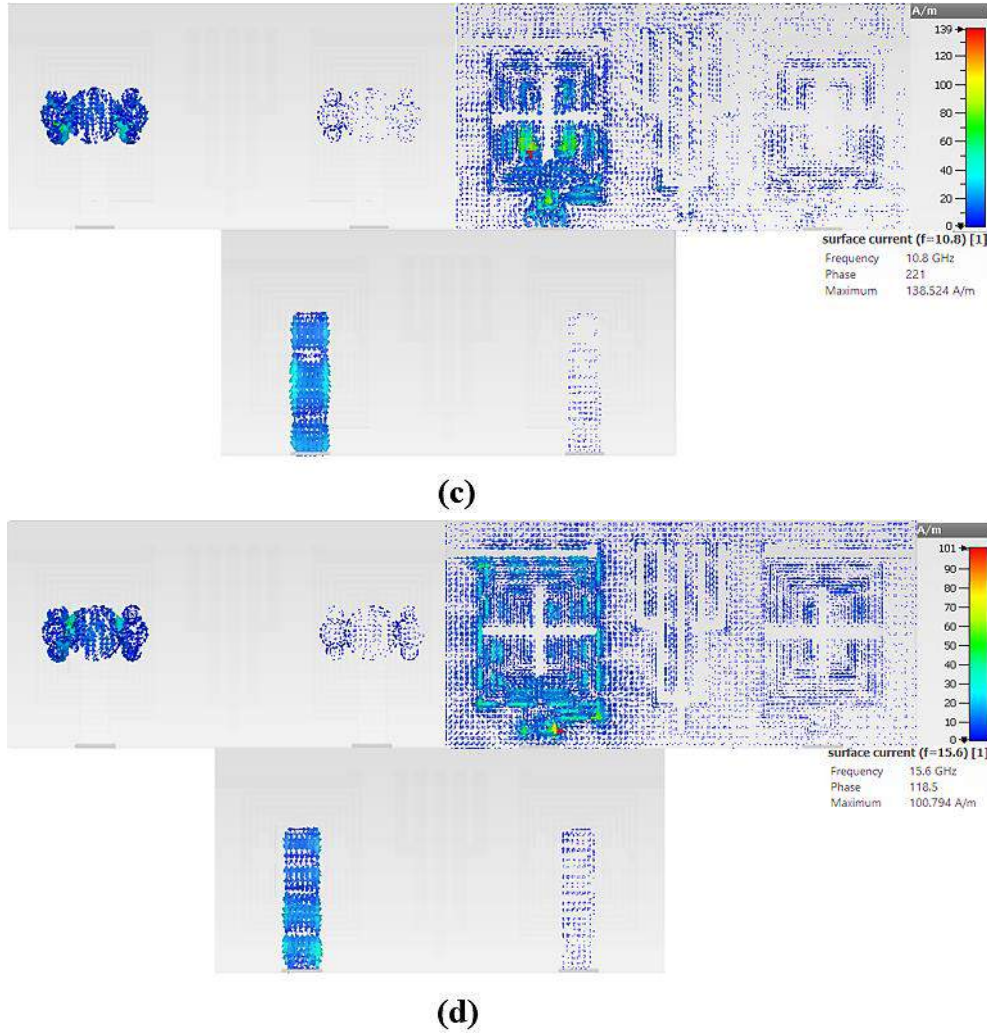 A/m
139
120
100
80
60
40
20
0
surface current (f=10.8) [1]
Frequency 10.8 GHz
Phase 221
Maximum 138.524 A/m
(c)
A/m
101
90
80
70
60
50
40
30
20
10
0
surface current (f=15.6) [1]
Frequency 15.6 GHz
Phase 118.5
Maximum 100.794 A/m
(d)